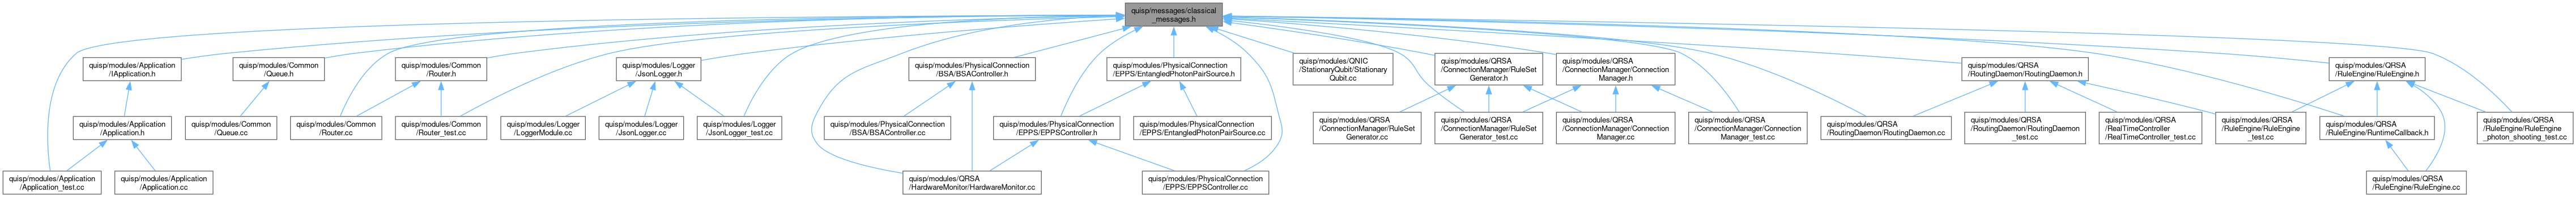 quisp/messages/classical
_messages.h
quisp/modules/Application
/IApplication.h
quisp/modules/Common
/Queue.h
quisp/modules/Common
/Router.h
quisp/modules/Logger
/JsonLogger.h
quisp/modules/PhysicalConnection
/BSA/BSAController.h
quisp/modules/PhysicalConnection
/EPPS/EntangledPhotonPairSource.h
quisp/modules/QNIC
/StationaryQubit/Stationary
Qubit.cc
quisp/modules/QRSA
/ConnectionManager/RuleSet
Generator.h
quisp/modules/QRSA
/ConnectionManager/Connection
Manager.h
quisp/modules/QRSA
/RoutingDaemon/RoutingDaemon.h
quisp/modules/QRSA
/RuleEngine/RuleEngine.h
quisp/modules/Application
/Application.h
quisp/modules/Common
/Queue.cc
quisp/modules/Common
/Router.cc
quisp/modules/Common
/Router_test.cc
quisp/modules/Logger
/LoggerModule.cc
quisp/modules/Logger
/JsonLogger.cc
quisp/modules/Logger
/JsonLogger_test.cc
quisp/modules/PhysicalConnection
/BSA/BSAController.cc
quisp/modules/PhysicalConnection
/EPPS/EPPSController.h
quisp/modules/PhysicalConnection
/EPPS/EntangledPhotonPairSource.cc
quisp/modules/QRSA
/ConnectionManager/RuleSet
Generator.cc
quisp/modules/QRSA
/ConnectionManager/RuleSet
Generator_test.cc
quisp/modules/QRSA
/ConnectionManager/Connection
Manager.cc
quisp/modules/QRSA
/ConnectionManager/Connection
Manager_test.cc
quisp/modules/QRSA
/RoutingDaemon/RoutingDaemon.cc
quisp/modules/QRSA
/RoutingDaemon/RoutingDaemon
_test.cc
quisp/modules/QRSA
/RealTimeController
/RealTimeController_test.cc
quisp/modules/QRSA
/RuleEngine/RuleEngine
_test.cc
quisp/modules/QRSA
/RuleEngine/RuntimeCallback.h
quisp/modules/QRSA
/RuleEngine/RuleEngine
_photon_shooting_test.cc
quisp/modules/Application
/Application_test.cc
quisp/modules/Application
/Application.cc
quisp/modules/QRSA
/HardwareMonitor/HardwareMonitor.cc
quisp/modules/PhysicalConnection
/EPPS/EPPSController.cc
quisp/modules/QRSA
/RuleEngine/RuleEngine.cc